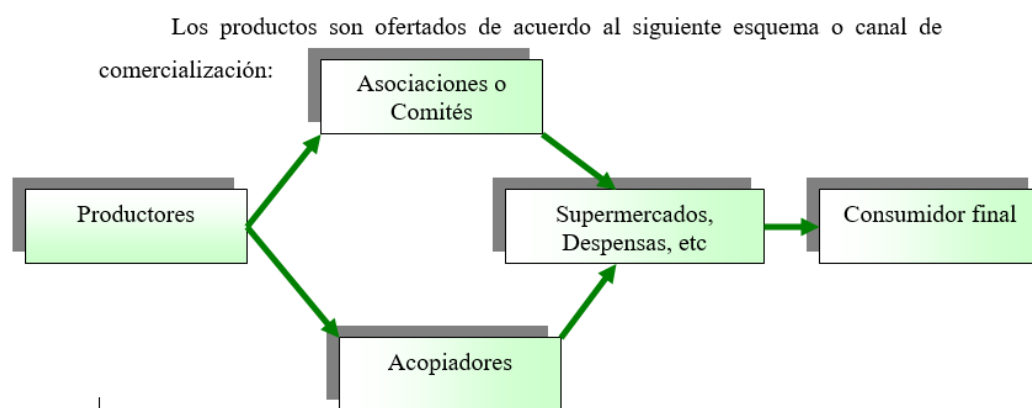 Los productos son ofertados de acuerdo al siguiente esquema o canal de
comercialización:
Asociaciones o
Comités
Productores
Supermercados,
Despensas, etc
Consumidor final
Acopiadores